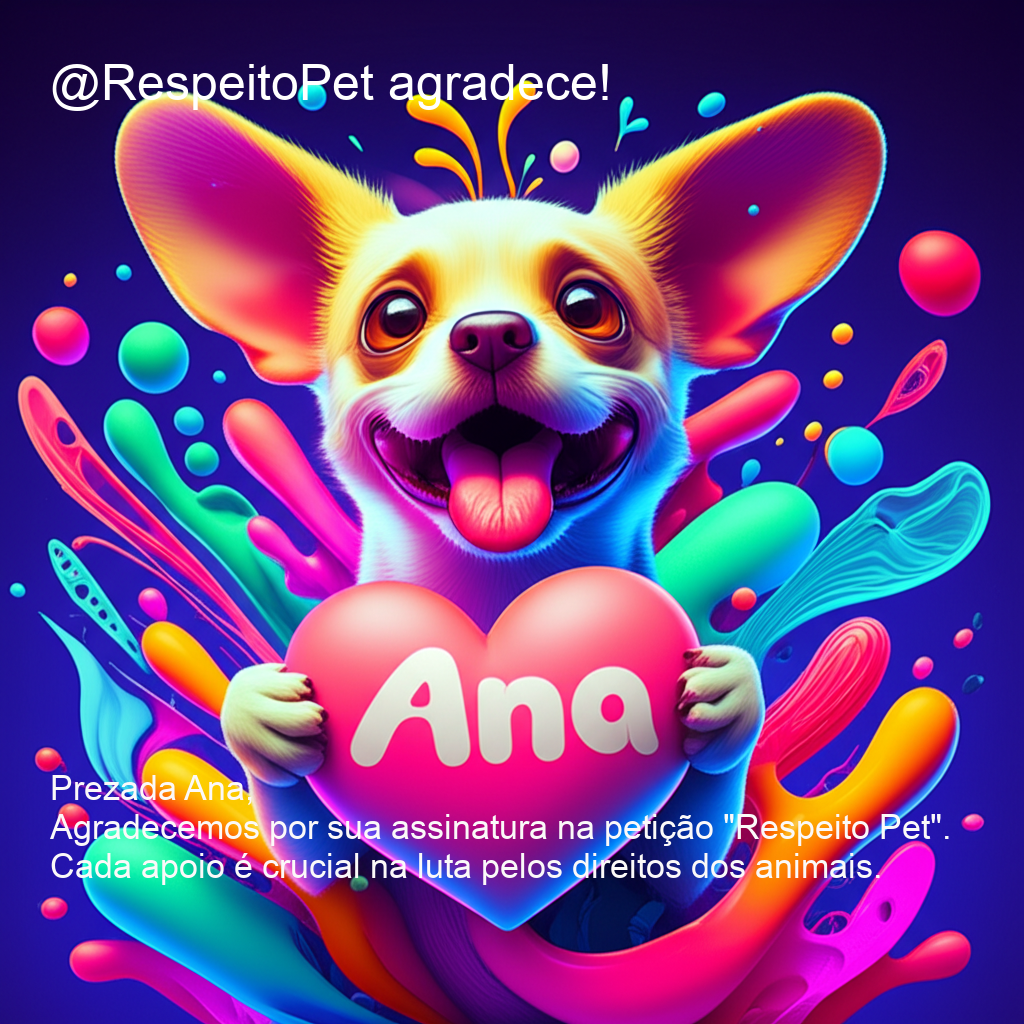 @RespeitoPet agradece!
Ana
Prezada Ana,
Agradecemos por sua assinatura na petição "Respeito Pet".
Cada apoio é crucial na luta pelos direitos dos animais.